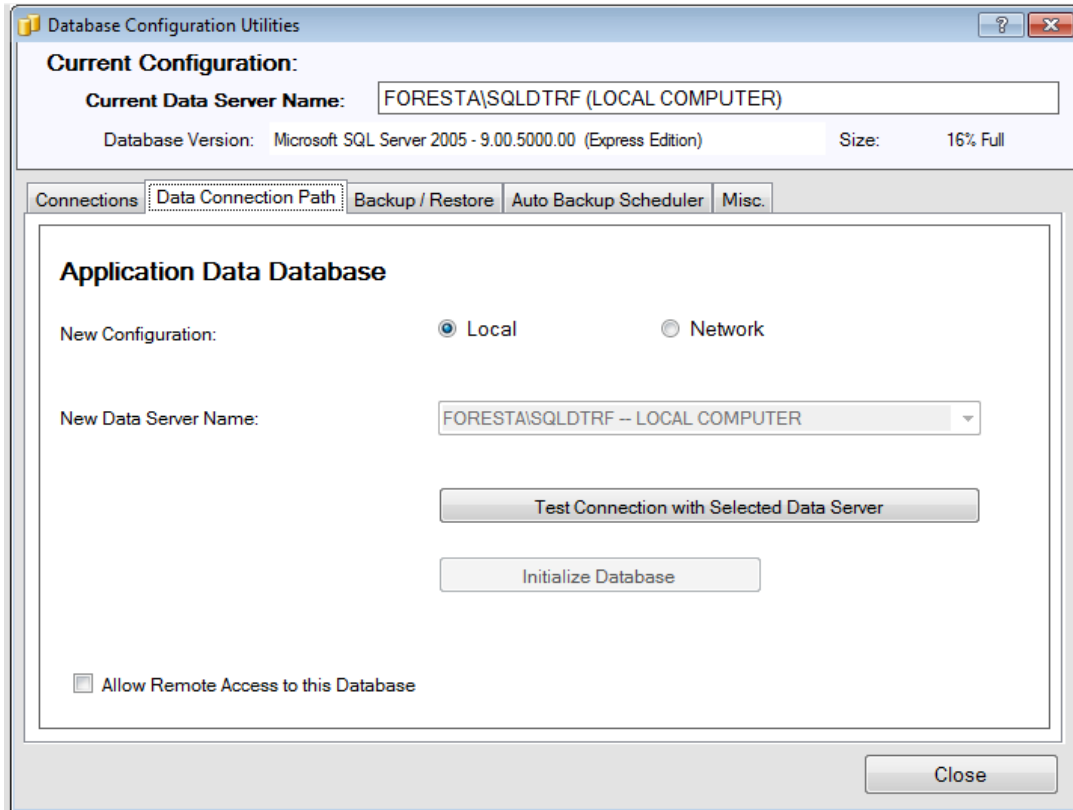 Database Configuration Utilities
?
Current Configuration:
Current Data Server Name: FORESTA\SQLDTRF (LOCAL COMPUTER)
Database Version: Microsoft SQL Server 2005 - 9.00.5000.00 (Express Edition) Size: 16% Full
Connections Data Connection Path Backup / Restore Auto Backup Scheduler Misc.
Application Data Database
New Configuration: Local Network
New Data Server Name: FORESTA\SQLDTRF -- LOCAL COMPUTER
Test Connection with Selected Data Server
Initialize Database
Allow Remote Access to this Database
Close